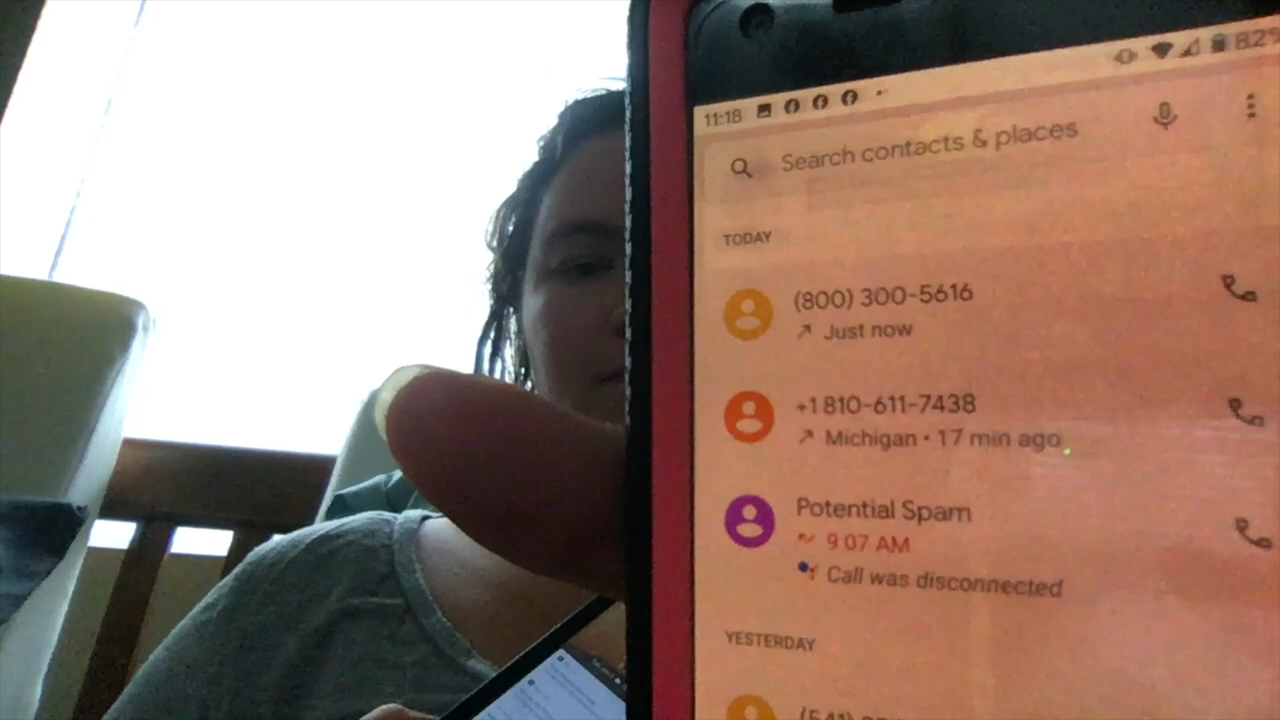 11:18 82%
Search contacts & places
TODAY
(800) 300-5616
Just now
+1 810-611-7438
Michigan • 17 min ago
Potential Spam
9 07 AM
Call was disconnected
YESTERDAY